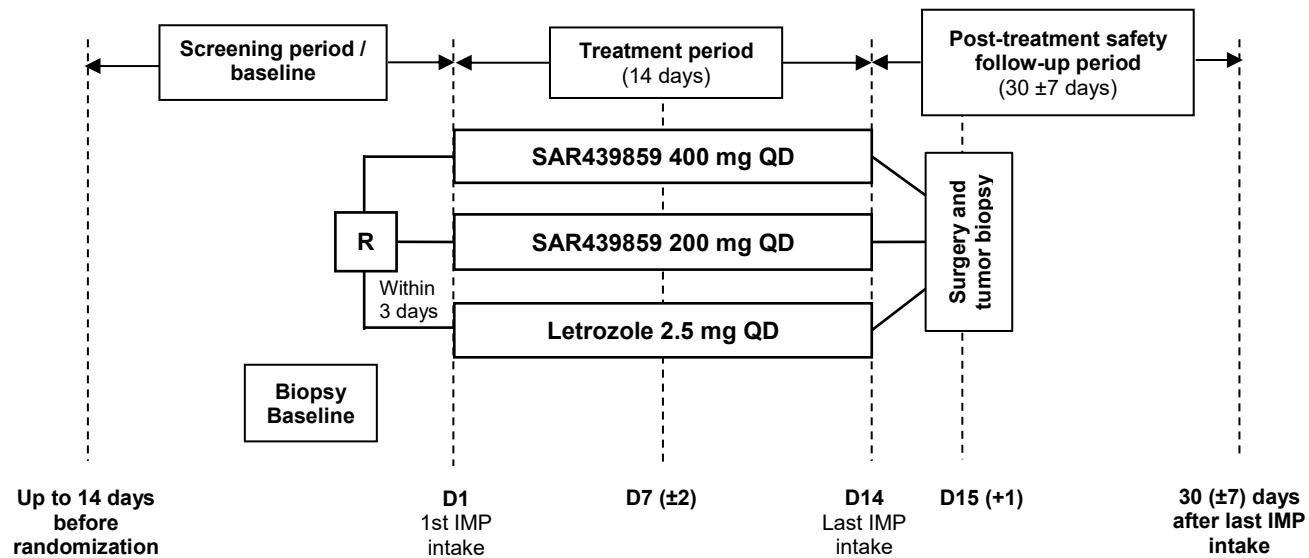 Screening period /
baseline
Treatment period
(14 days)
Post-treatment safety
follow-up period
(30 ±7 days)
SAR439859 400 mg QD
R
SAR439859 200 mg QD
Within
3 days
Letrozole 2.5 mg QD
Surgery and
tumor biopsy
Biopsy
Baseline
Up to 14 days
before
randomization
D1
1st IMP
intake
D7 (±2)
D14
Last IMP
intake
D15 (+1)
30 (±7) days
after last IMP
intake